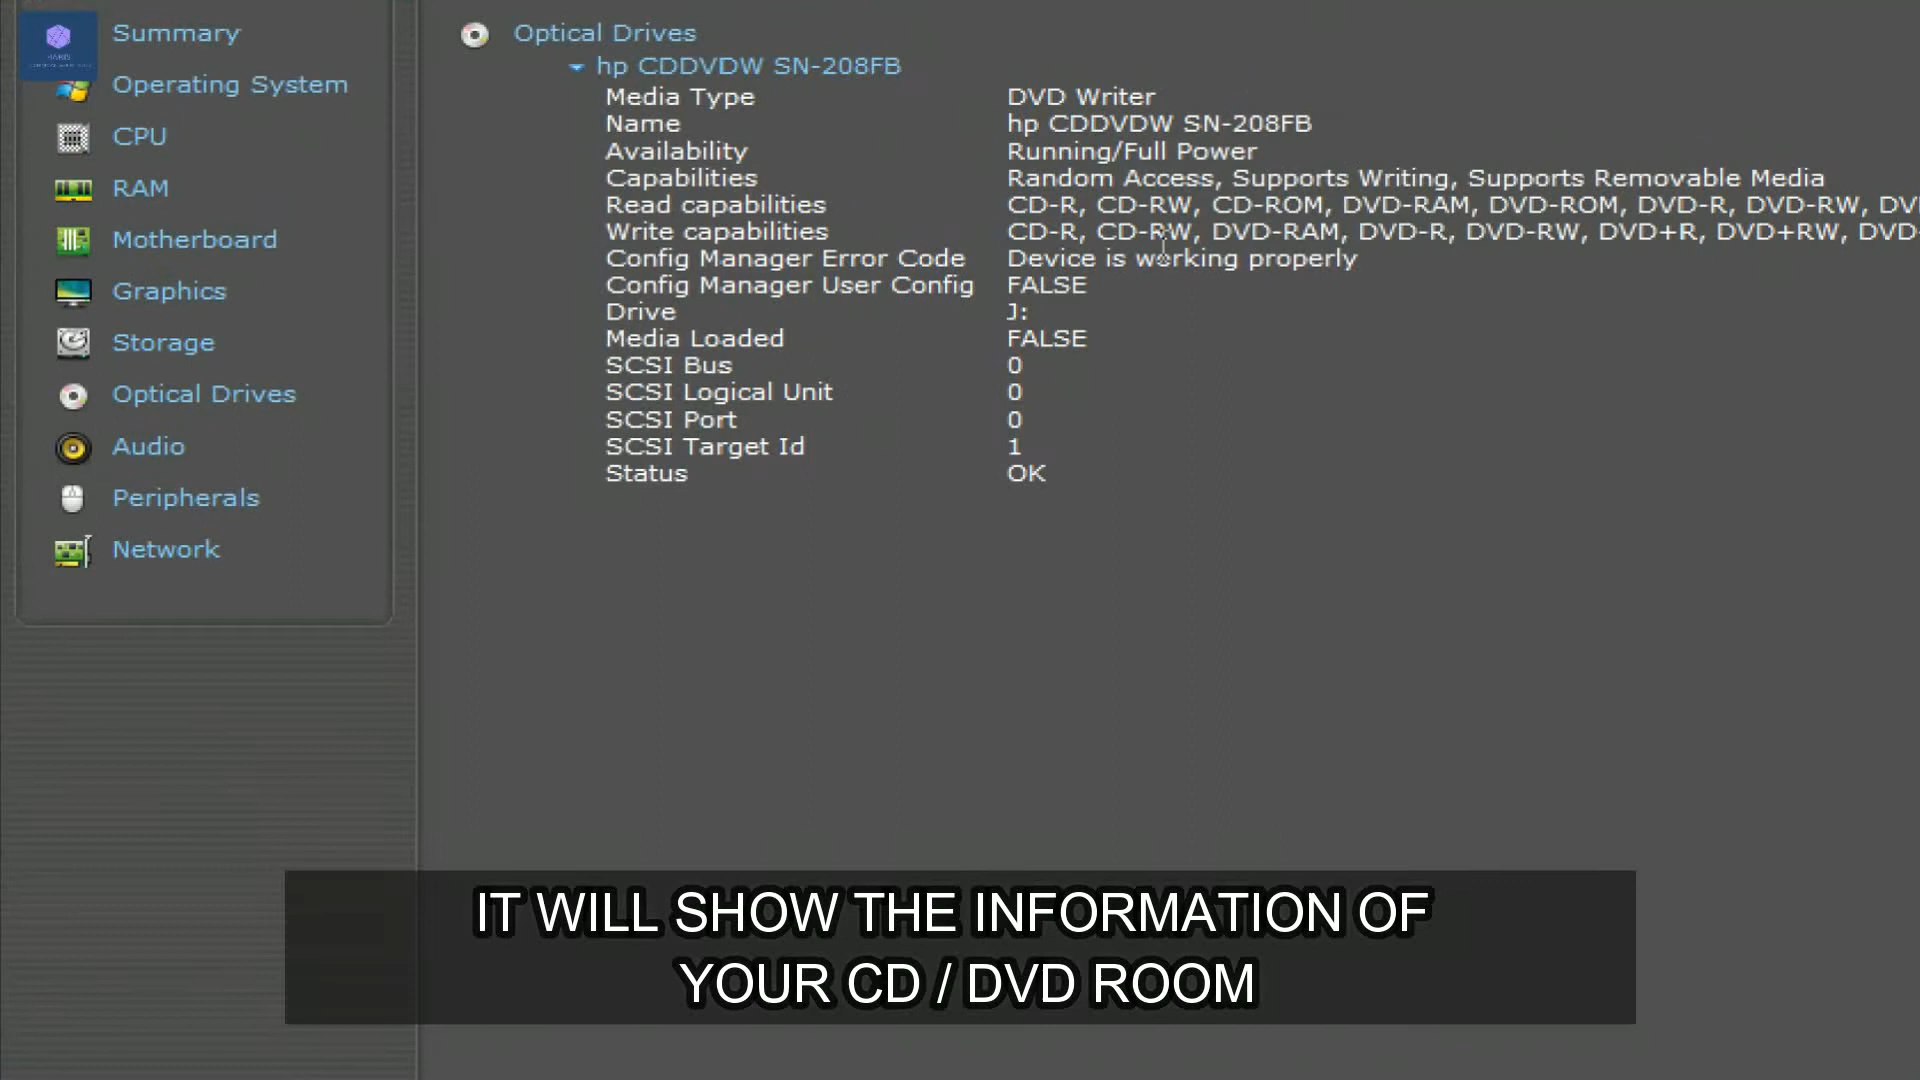 Summary
Operating System
CPU
RAM
Motherboard
Graphics
Storage
Optical Drives
Audio
Peripherals
Network
Optical Drives
hp CDDVDW SN-208FB
Media Type DVD Writer
Name hp CDDVDW SN-208FB
Availability Running/Full Power
Capabilities Random Access, Supports Writing, Supports Removable Media
Read capabilities CD-R, CD-RW, CD-ROM, DVD-RAM, DVD-ROM, DVD-R, DVD-RW,
Write capabilities CD-R, CD-RW, DVD-RAM, DVD-R, DVD-RW, DVD+R, DVD+RW,
Config Manager Error Code Device is working properly
Config Manager User Config FALSE
Drive J:
Media Loaded FALSE
SCSI Bus 0
SCSI Logical Unit 0
SCSI Port 0
SCSI Target Id 1
Status OK
IT WILL SHOW THE INFORMATION OF
YOUR CD / DVD ROOM